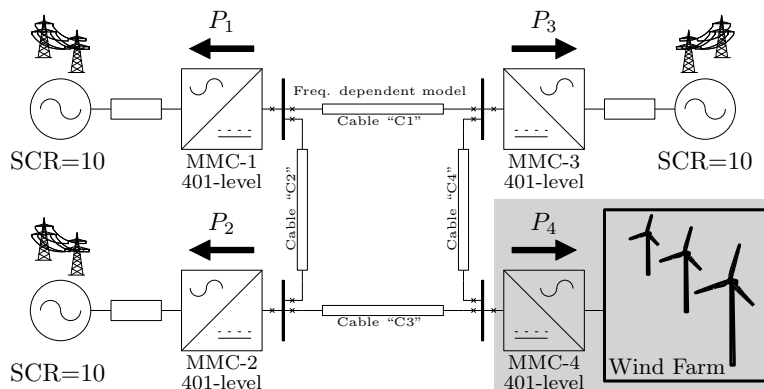 P1
P3
Freq. dependent model
Cable “C1”
SCR=10
MMC-1
401-level
MMC-3
401-level
SCR=10
Cable “C2”
Cable “C4”
P2
P4
Cable “C3”
SCR=10
MMC-2
401-level
MMC-4
401-level
Wind Farm